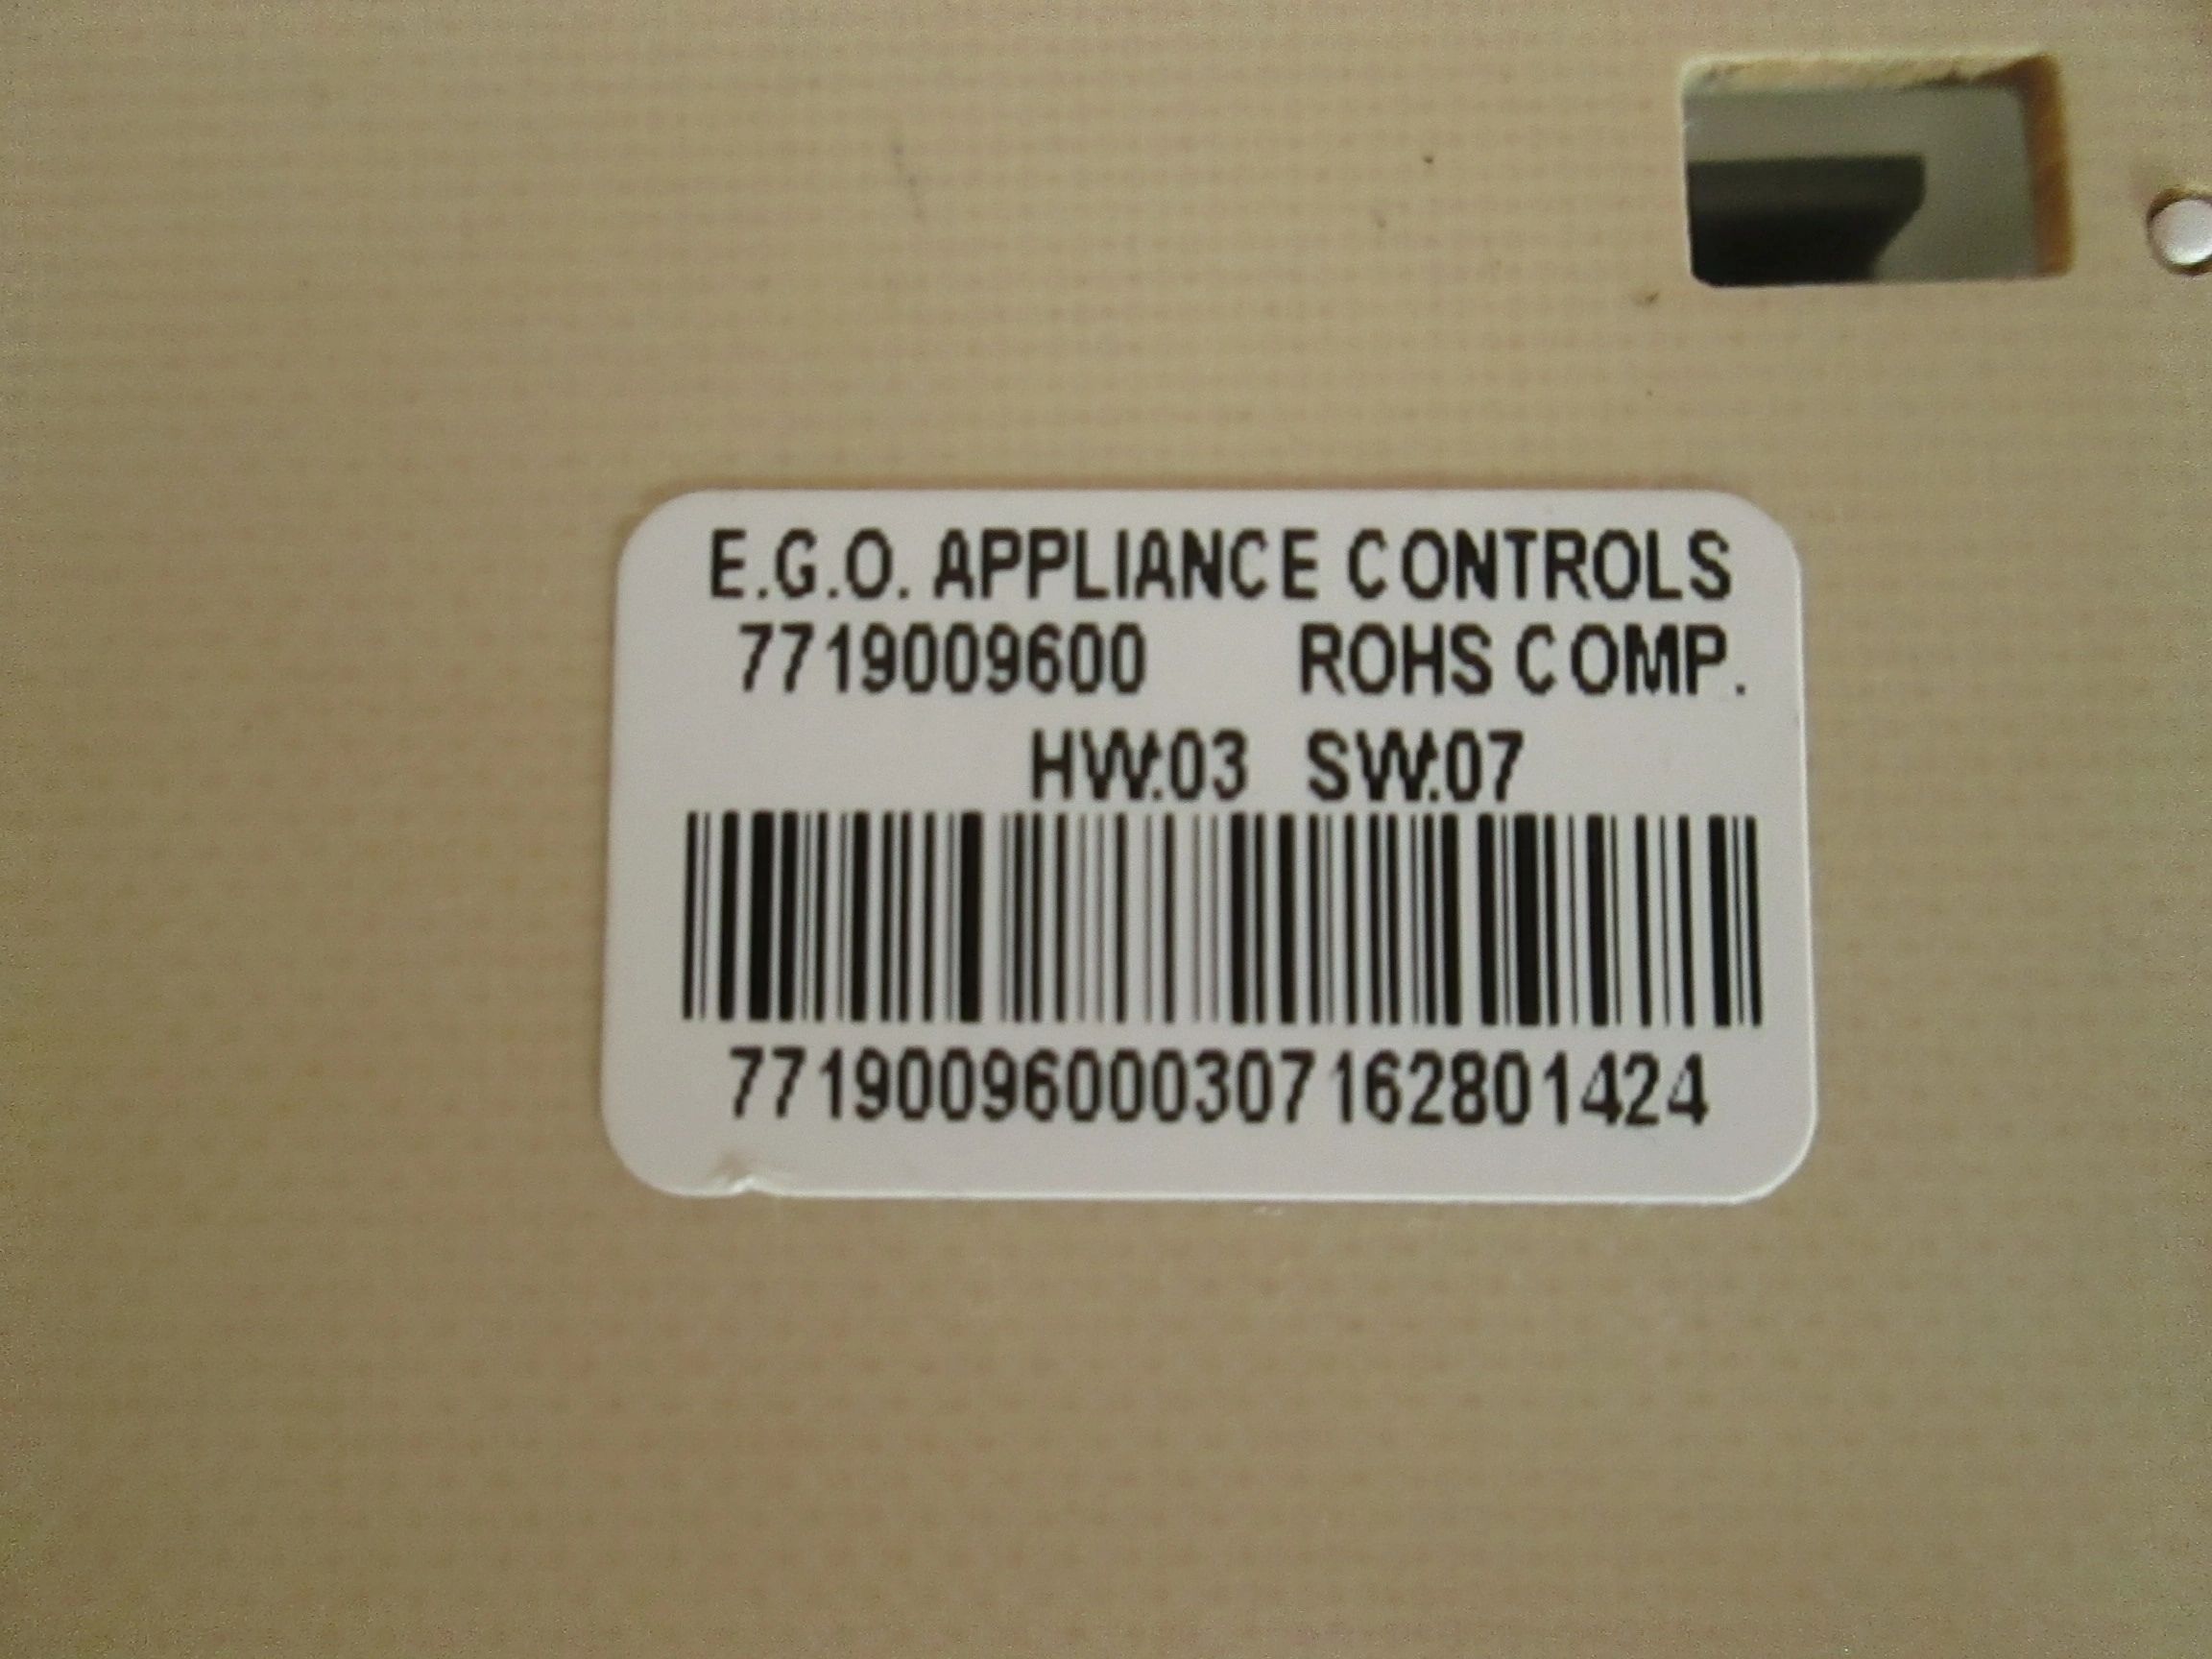 E.G.O. APPLIANCE CONTROLS
7719009600 ROHS COMP.
HW:03 SW:07
77190096000307162801424